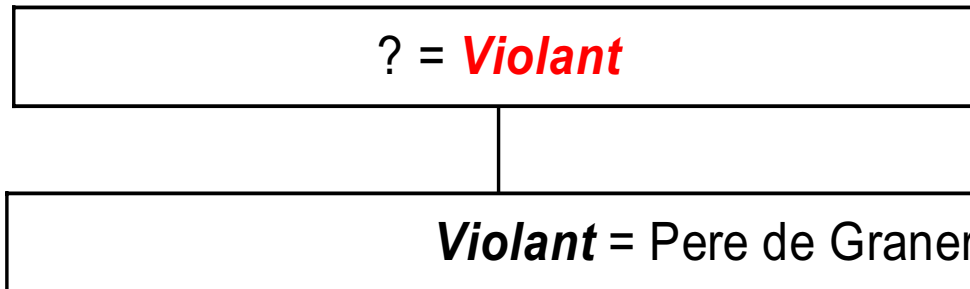 ? = Violant
Violant = Pere de Graner